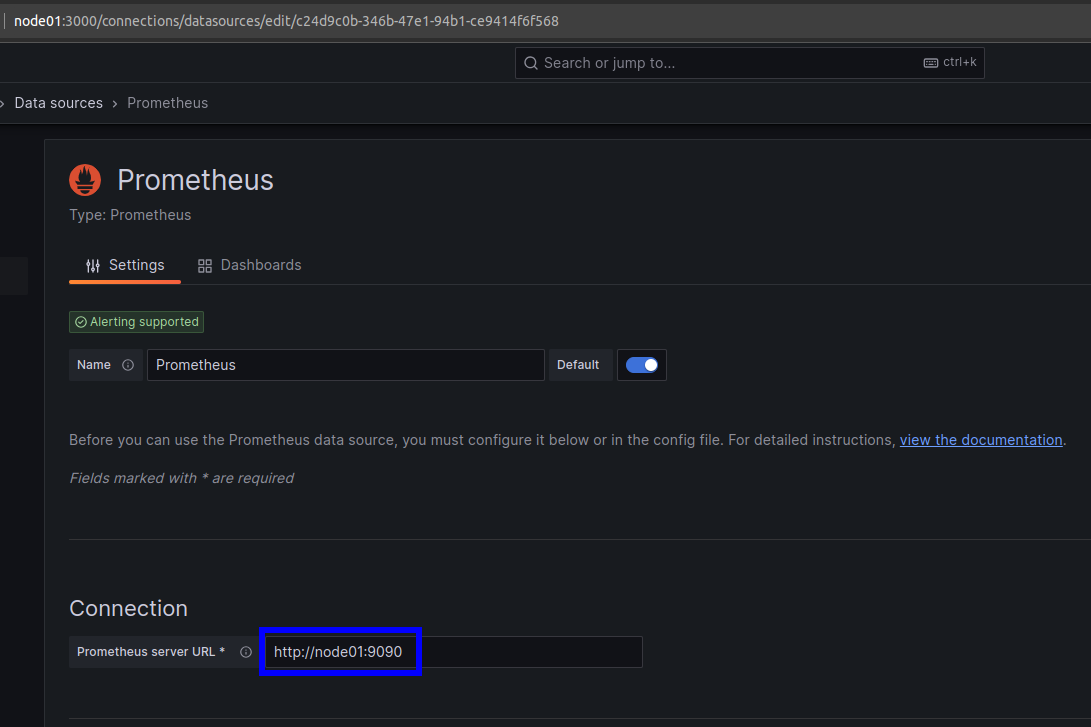 node01:3000/connections/datasources/edit/c24d9c0b-346b-47e1-94b1-ce9414f6f568
Search or jump to... ctrl+k
Data sources Prometheus
Prometheus
Type: Prometheus
Settings Dashboards
Alerting supported
Name Prometheus Default
Before you can use the Prometheus data source, you must configure it below or in the config file. For detailed instructions, view the documentation.
Fields marked with * are required
Connection
Prometheus server URL * http://node01:9090